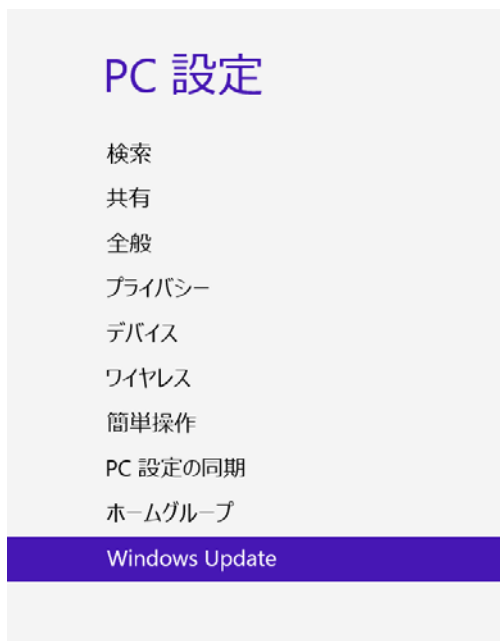 PC 設定
検索
共有
全般
プライバシー
デバイス
ワイヤレス
簡単操作
PC 設定の同期
ホームグループ
Windows Update